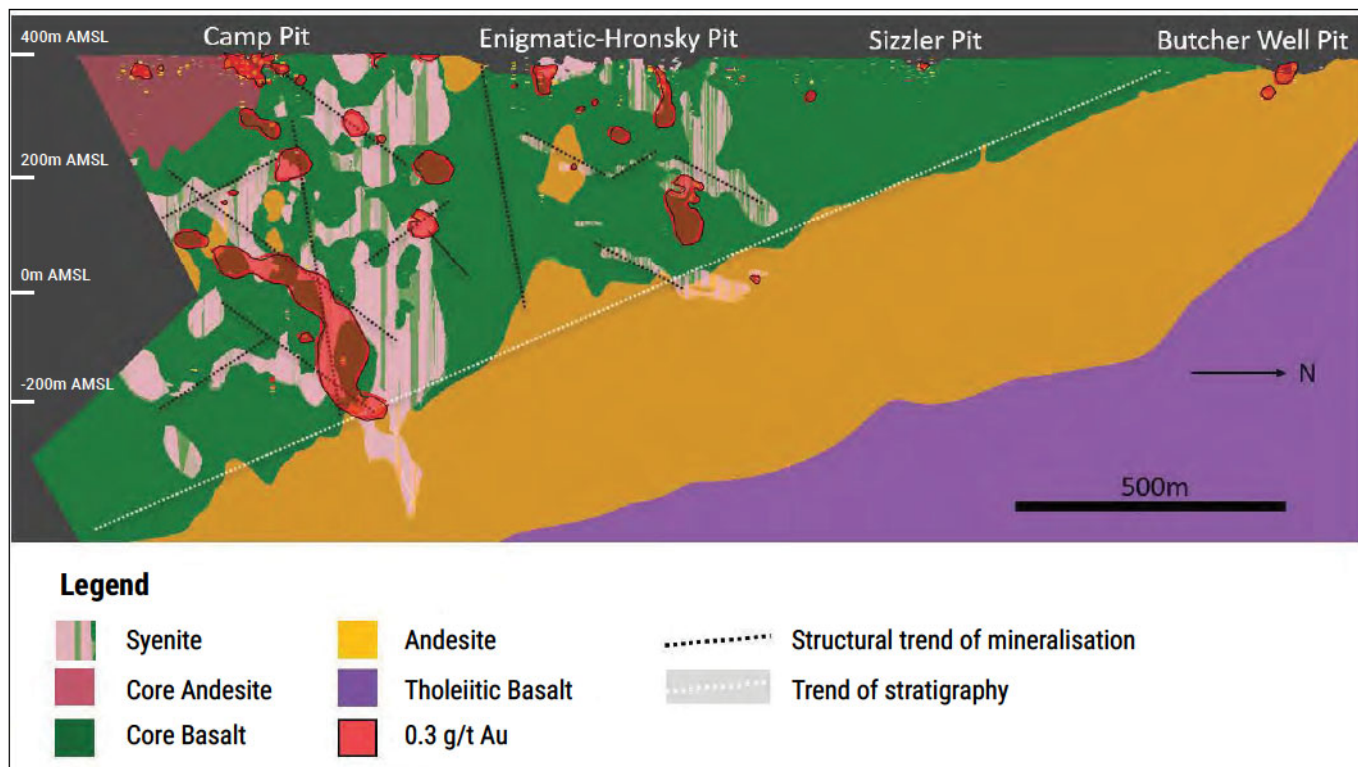 400m AMSL
Camp Pit
Enigmatic-Hronsky Pit
Sizzler Pit
Butcher Well Pit
200m AMSL
0m AMSL
-200m AMSL
N
500m
Legend
Syenite
Andesite
Structural trend of mineralisation
Core Andesite
Tholeiitic Basalt
Trend of stratigraphy
Core Basalt
0.3 g/t Au